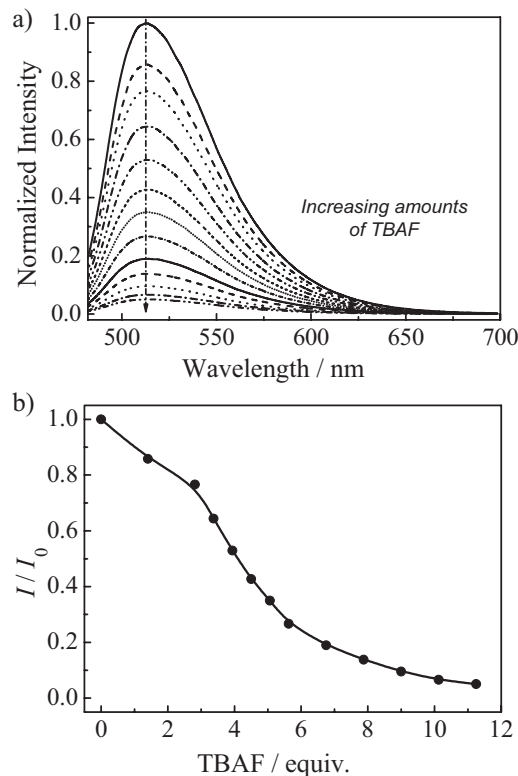 a)
1.0
0.8
0.6
0.4
0.2
0.0
Normalized Intensity
Increasing amounts
of TBAF
500 550 600 650 700
Wavelength / nm
b)
1.0
0.8
0.6
0.4
0.2
0.0
I / I₀
0 2 4 6 8 10 12
TBAF / equiv.